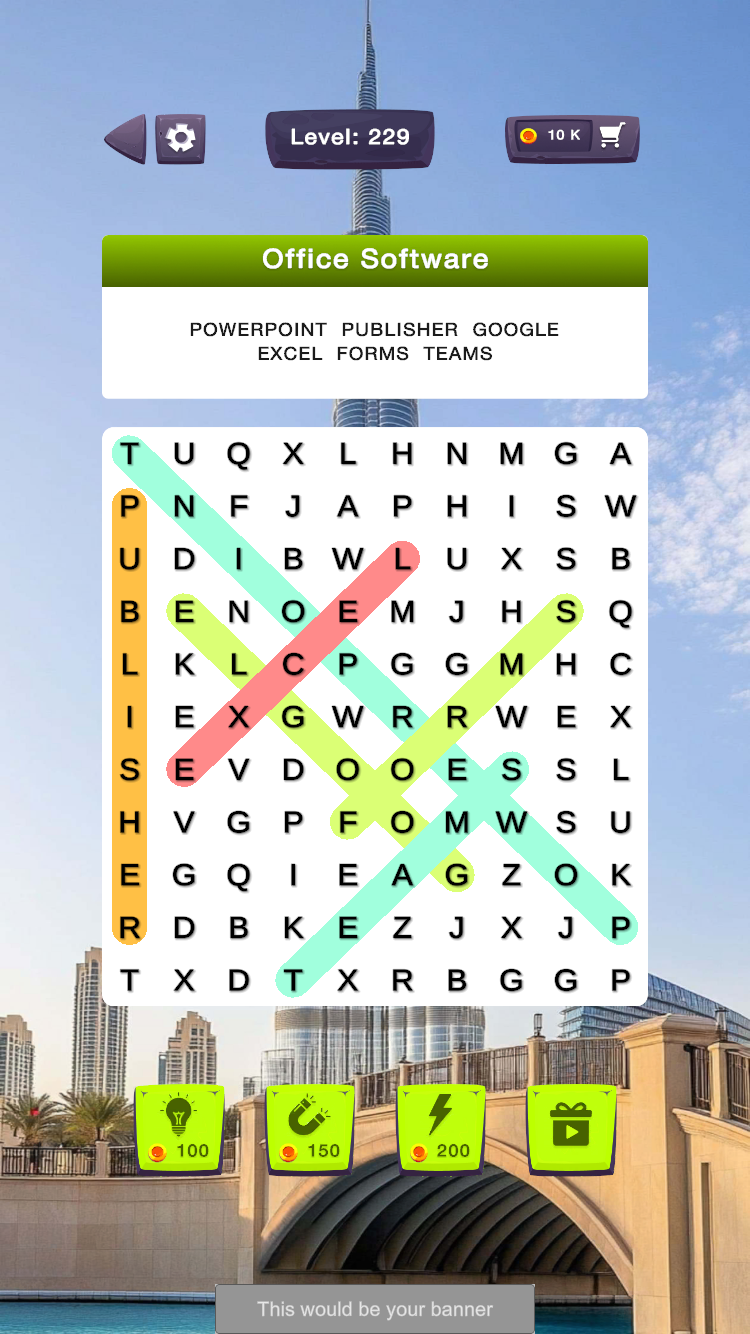 Level: 229
10 K
Office Software
POWERPOINT PUBLISHER GOOGLE
EXCEL FORMS TEAMS
T U Q X L H N M G A
P N F J A P H I S W
U D I B W L U X S B
B E N O E M J H S Q
L K L C P G G M H C
I E X G W R R W E X
S E V D O O E S S L
H V G P F O M W S U
E G Q I E A G Z O K
R D B K E Z J X J P
T X D T X R B G G P
100 150 200
This would be your banner